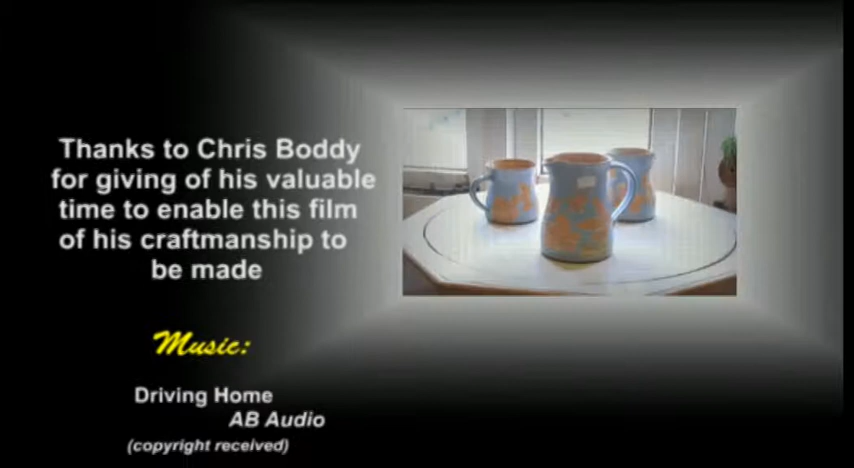 Thanks to Chris Boddy
for giving of his valuable
time to enable this film
of his craftmanship to
be made
Music:
Driving Home
AB Audio
(copyright received)